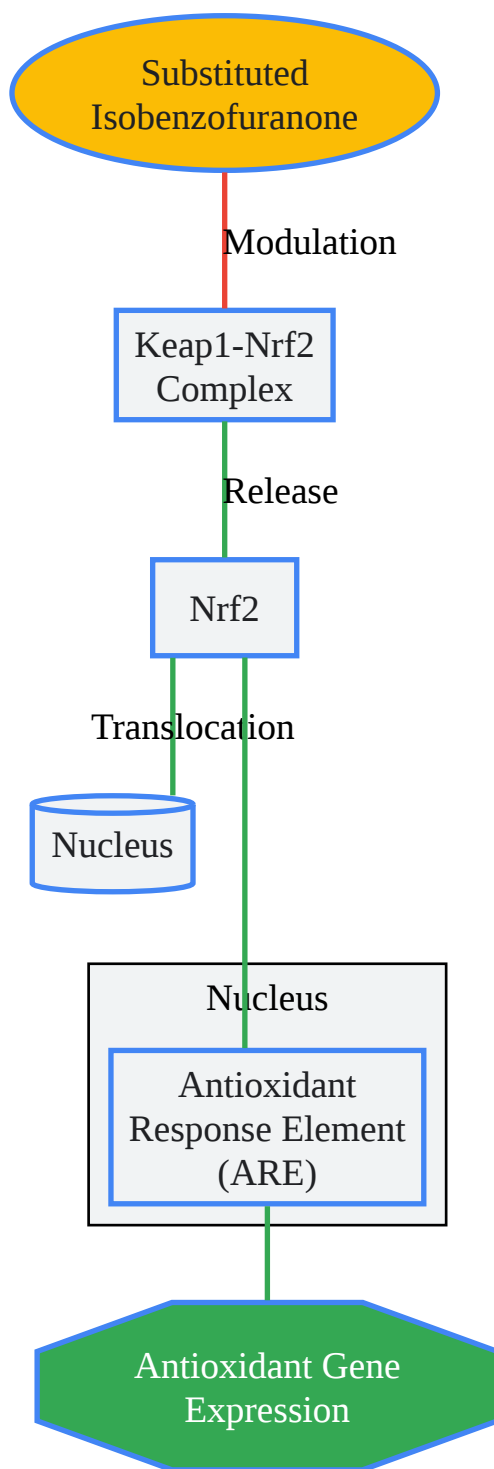 Substituted
Isobenzofuranone
Modulation
Keap1-Nrf2
Complex
Release
Nrf2
Translocation
Nucleus
Nucleus
Antioxidant
Response Element
(ARE)
Antioxidant Gene
Expression